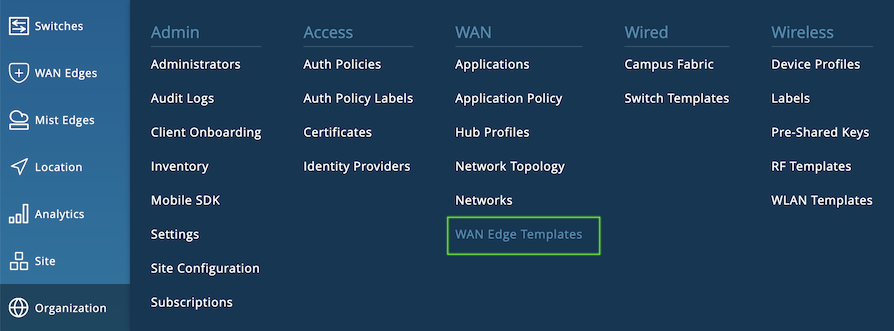 Switches
WAN Edges
Mist Edges
Location
Analytics
Site
Organization
Admin
Administrators
Audit Logs
Client Onboarding
Inventory
Mobile SDK
Settings
Site Configuration
Subscriptions
Access
Auth Policies
Auth Policy Labels
Certificates
Identity Providers
WAN
Applications
Application Policy
Hub Profiles
Network Topology
Networks
WAN Edge Templates
Wired
Campus Fabric
Switch Templates
Wireless
Device Profiles
Labels
Pre-Shared Keys
RF Templates
WLAN Templates